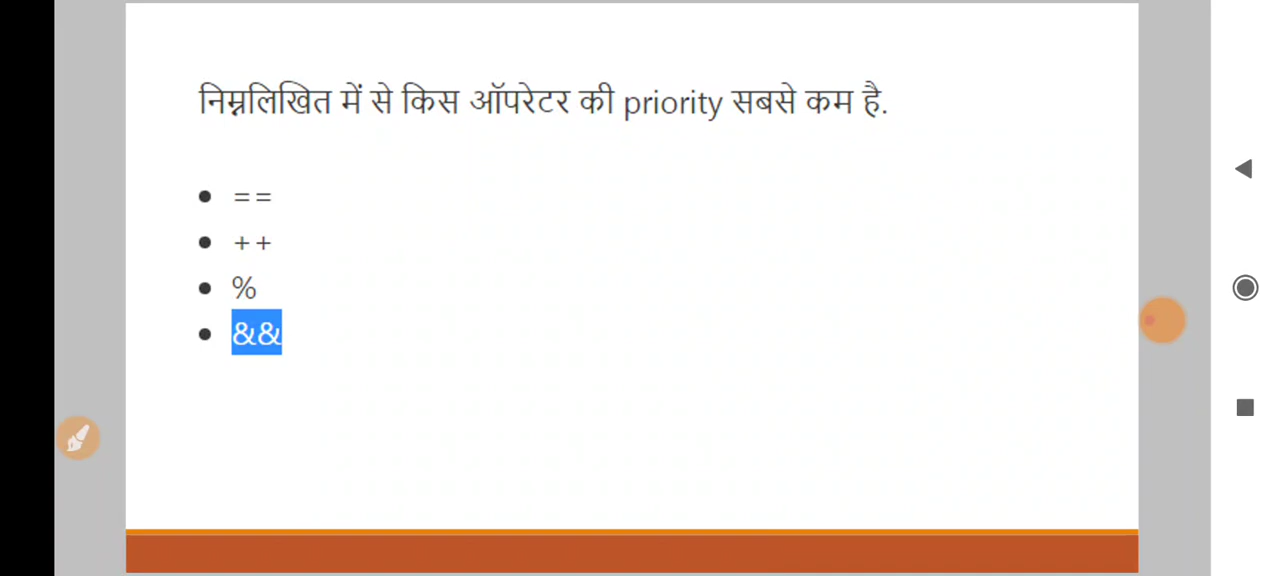 निम्नलिखित में से किस ऑपरेटर की priority सबसे कम है.
• ==
• ++
• %
• &&